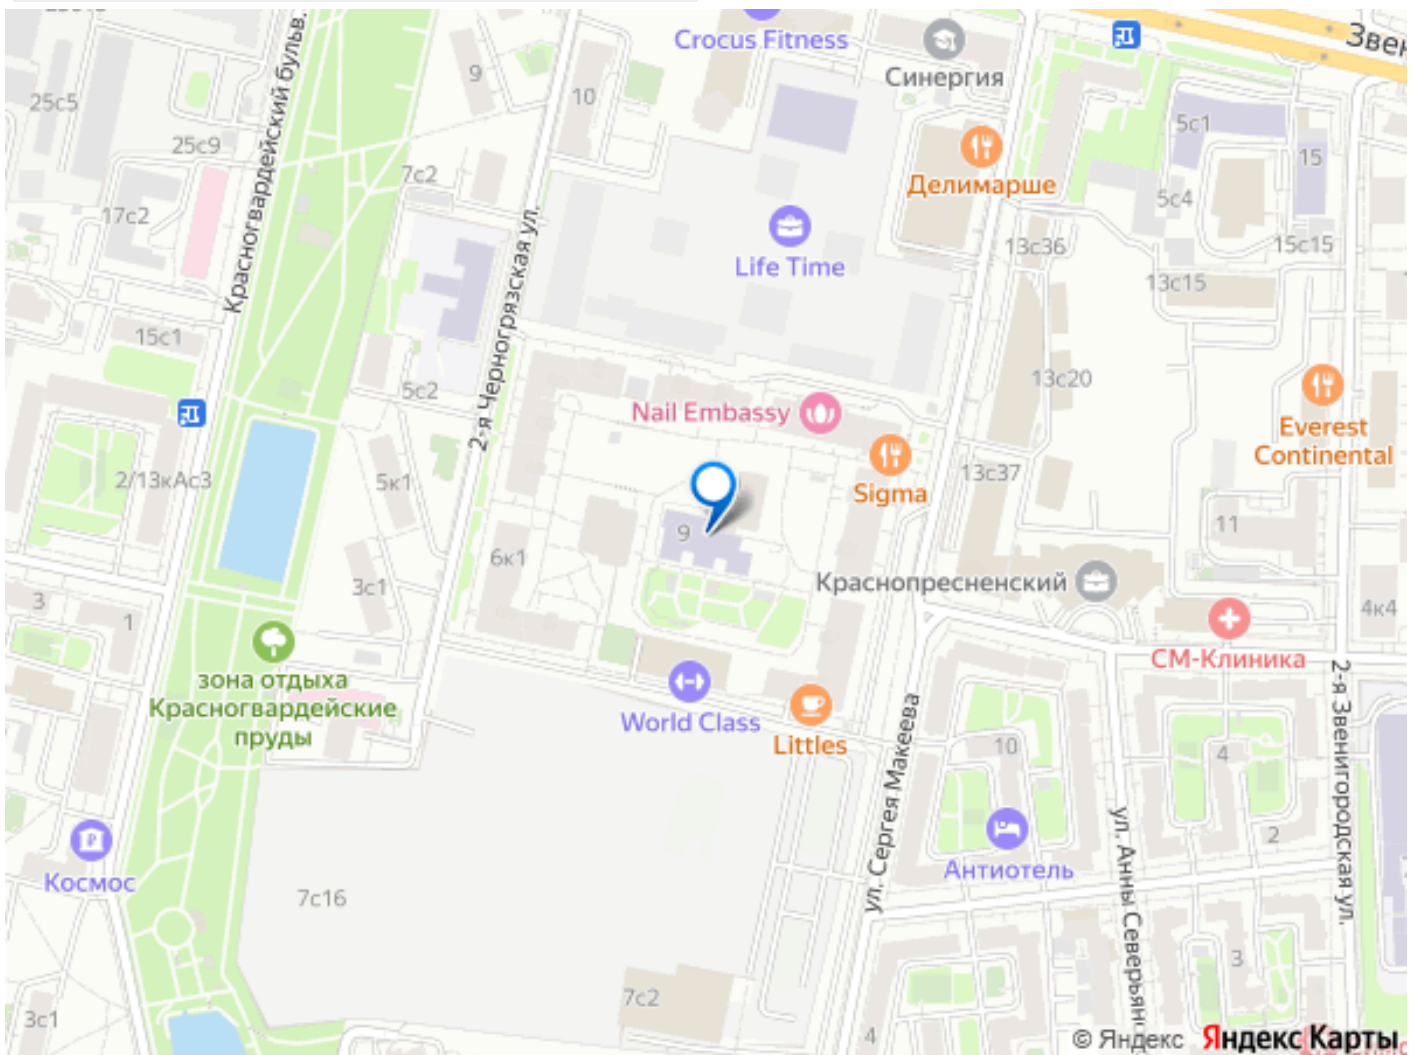 Crocus Fitness
Синергия
Звен
25с5
9
10
25с9
7с2
5с1
15
Делимарше
5с4
17с2
Красногвардейский бульв.
2-я Черногрязская ул.
Life Time
13с36
15с15
13с15
15с1
5с2
13с20
Nail Embassy
Everest
Continental
2/13кАс3
5к1
Sigma
13с37
9
11
6к1
3с1
Краснопресненский
3
1
4к4
СМ-Клиника
зона отдыха
Красногвардейские
пруды
World Class
Littles
10
4
ул. Сергея Макеева
2-я Звенигородская ул.
2
Космос
Антиотель
ул. Анны Северьяно
7с16
3
7с2
3с1
4
© Яндекс Яндекс Карты